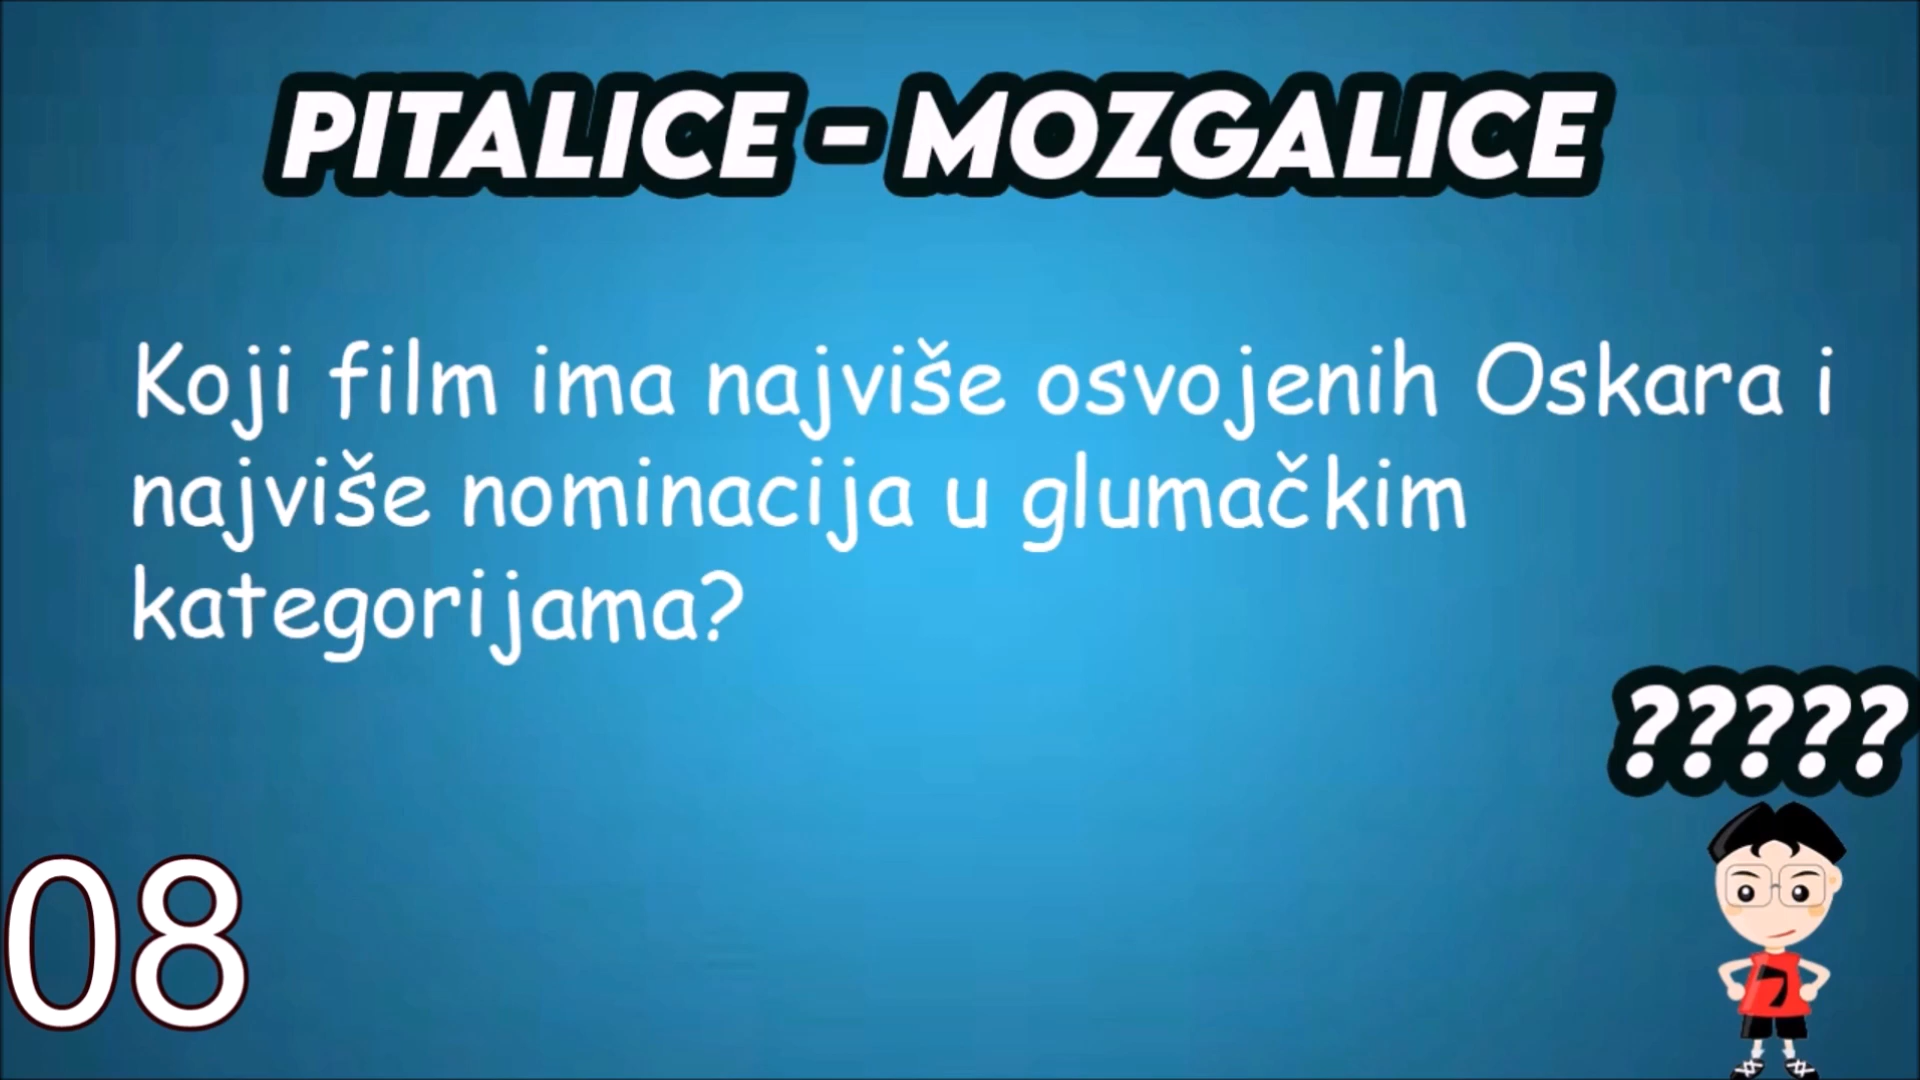 PITALICE - MOZGALICE
Koji film ima najviše osvojenih Oskara i
najviše nominacija u glumačkim
kategorijama?
?????
08